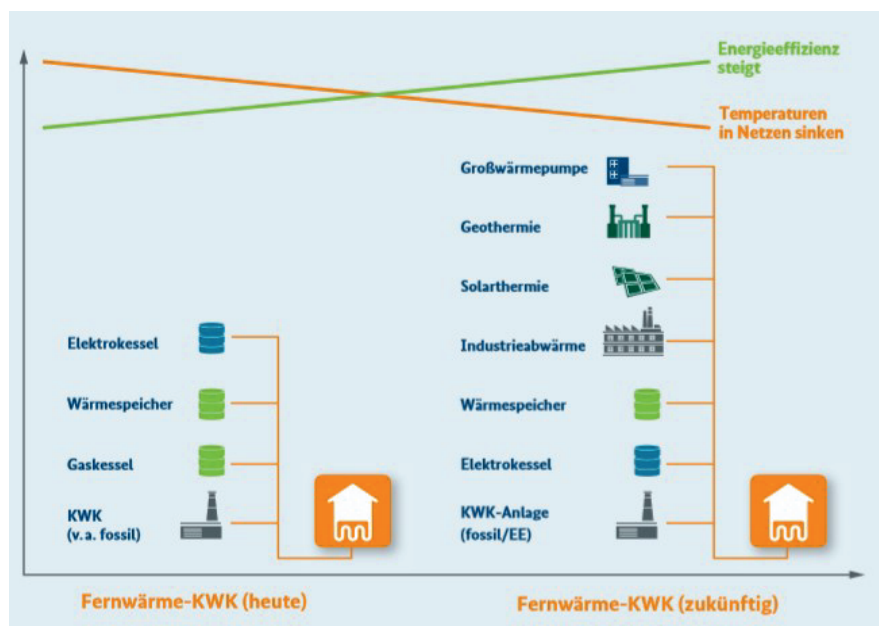 Energieeffizienz
steigt
Temperaturen
in Netzen sinken
Großwärmepumpe
Geothermie
Solarthermie
Industrieabwärme
Wärmespeicher
Elektrokessel
KWK-Anlage
(fossil/EE)
Elektrokessel
Wärmespeicher
Gaskessel
KWK
(v. a. fossil)
Fernwärme-KWK (heute)
Fernwärme-KWK (zukünftig)